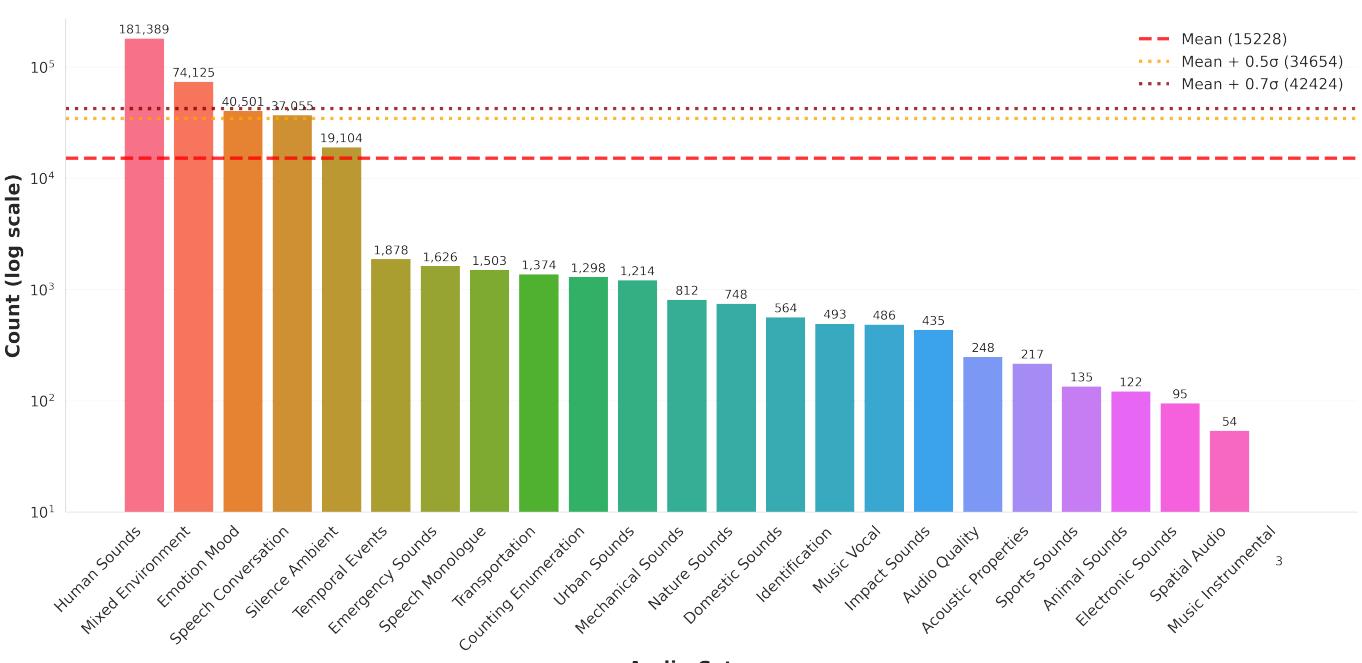 181,389
74,125
40,501
37,055
19,104
1,878
1,626
1,503
1,374
1,298
1,214
812
748
564
493
486
435
248
217
135
122
95
54
3
Mean (15228)
Mean + 0.5σ (34654)
Mean + 0.7σ (42424)
Count (log scale)
10⁵
10⁴
10³
10²
10¹
Human Sounds
Mixed Environment
Emotion Mood
Speech Conversation
Silence Ambient
Temporal Events
Emergency Sounds
Speech Monologue
Transportation
Counting Enumeration
Urban Sounds
Mechanical Sounds
Nature Sounds
Domestic Sounds
Identification
Music Vocal
Impact Sounds
Audio Quality
Acoustic Properties
Sports Sounds
Animal Sounds
Electronic Sounds
Spatial Audio
Music Instrumental